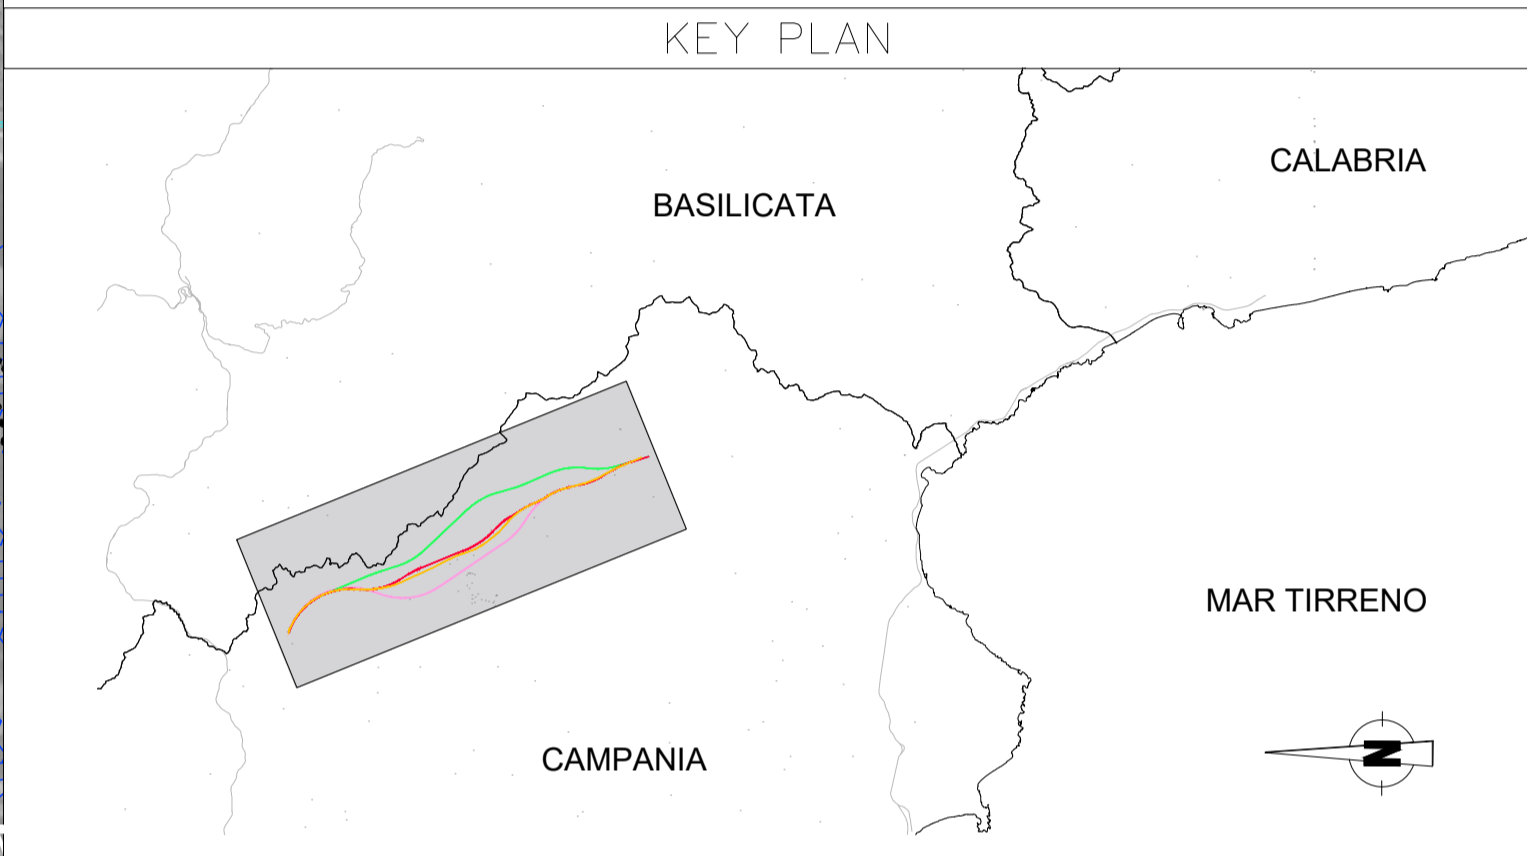 KEY PLAN
CALABRIA
BASILICATA
MAR TIRRENO
CAMPANIA
N